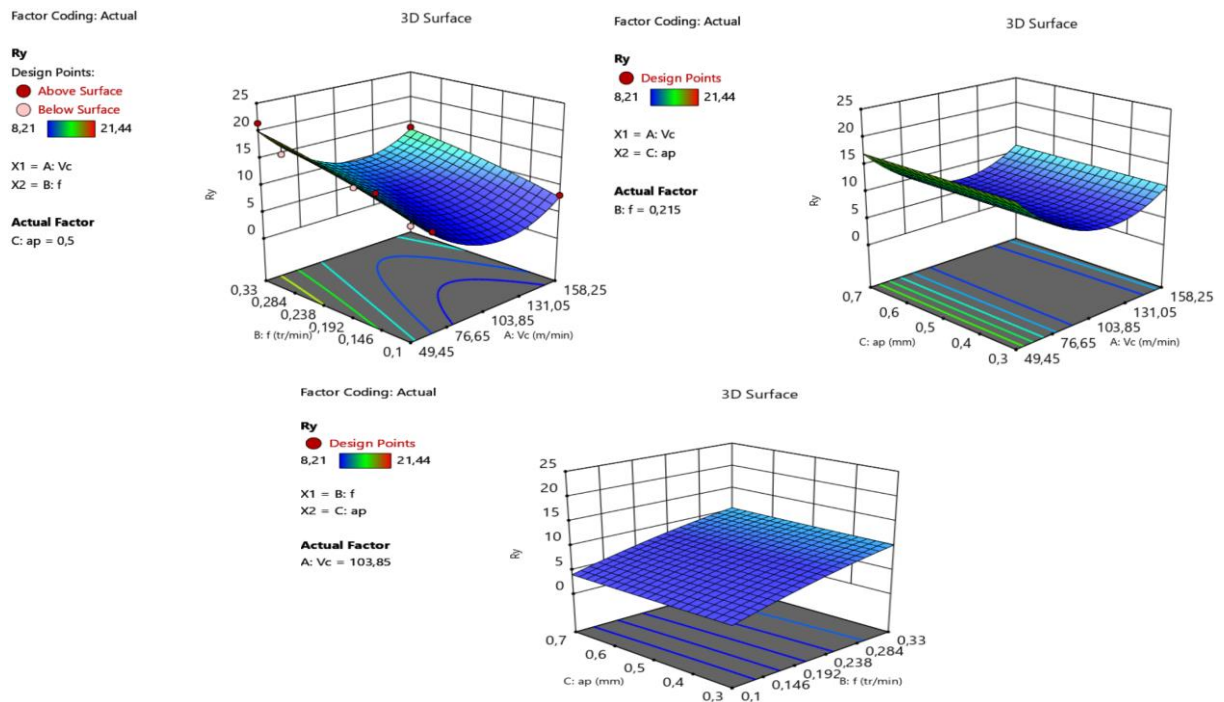 Factor Coding: Actual
3D Surface
Ry
Design Points:
Above Surface
Below Surface
8,21 21,44
X1 = A: Vc
X2 = B: f
Actual Factor
C: ap = 0,5
25
20
15
10
5
0
Ry
0,33
0,284
0,238
0,192
0,146
0,1
B: f (tr/min)
158,25
131,05
103,85
76,65
49,45
A: Vc (m/min)
Factor Coding: Actual
3D Surface
Ry
Design Points
8,21 21,44
X1 = A: Vc
X2 = C: ap
Actual Factor
B: f = 0,215
25
20
15
10
5
0
Ry
0,7
0,6
0,5
0,4
0,3
C: ap (mm)
158,25
131,05
103,85
76,65
49,45
A: Vc (m/min)
Factor Coding: Actual
3D Surface
Ry
Design Points
8,21 21,44
X1 = B: f
X2 = C: ap
Actual Factor
A: Vc = 103,85
25
20
15
10
5
0
Ry
0,7
0,6
0,5
0,4
0,3
C: ap (mm)
0,33
0,284
0,238
0,192
0,146
0,1
B: f (tr/min)